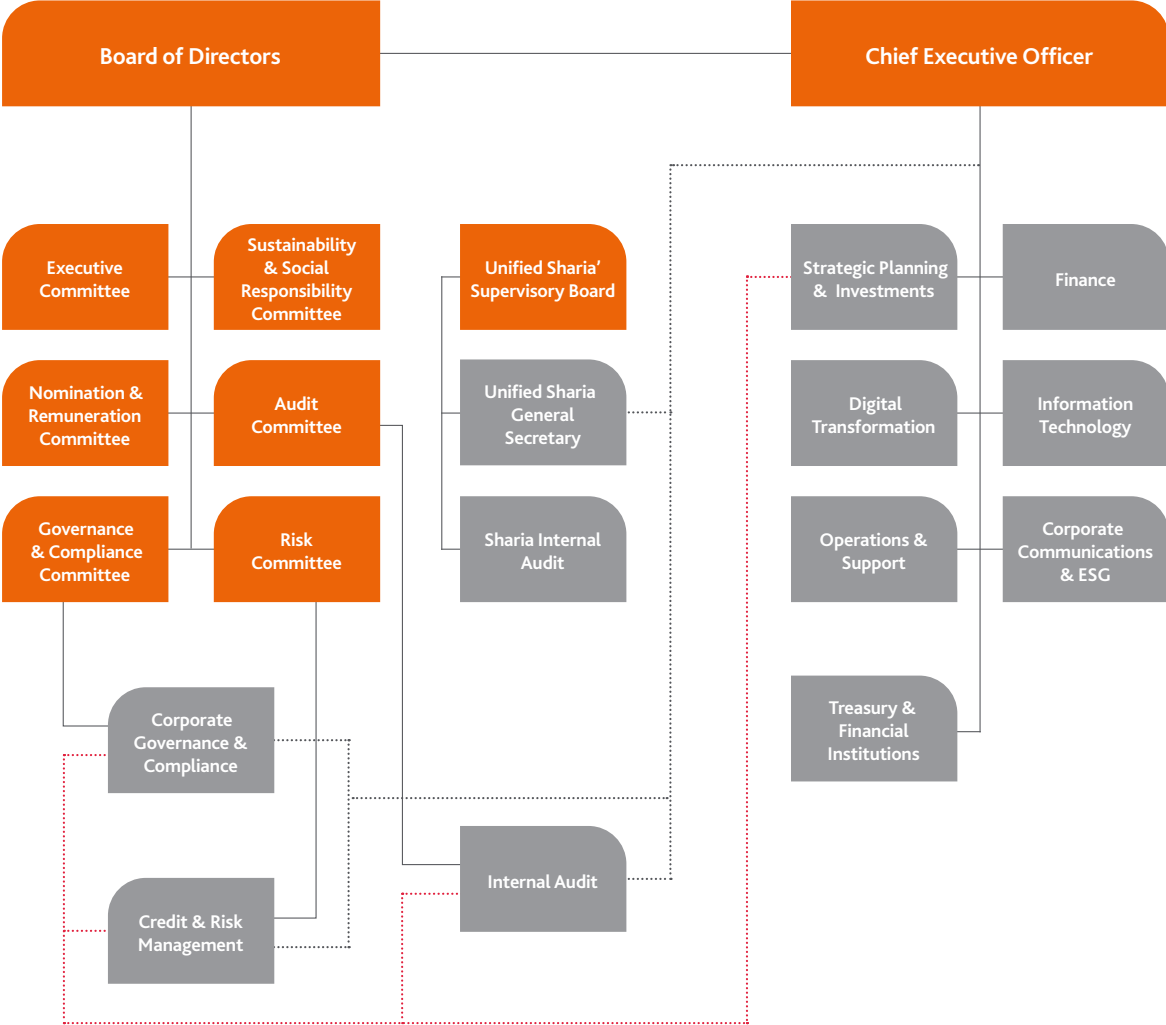 Board of Directors
Chief Executive Officer
Executive
Committee
Sustainability
& Social
Responsibility
Committee
Unified Sharia’
Supervisory Board
Strategic Planning
& Investments
Finance
Nomination &
Remuneration
Committee
Audit
Committee
Unified Sharia
General
Secretary
Digital
Transformation
Information
Technology
Governance
& Compliance
Committee
Risk
Committee
Sharia Internal
Audit
Operations &
Support
Corporate
Communications
& ESG
Corporate
Governance &
Compliance
Treasury &
Financial
Institutions
Internal Audit
Credit & Risk
Management